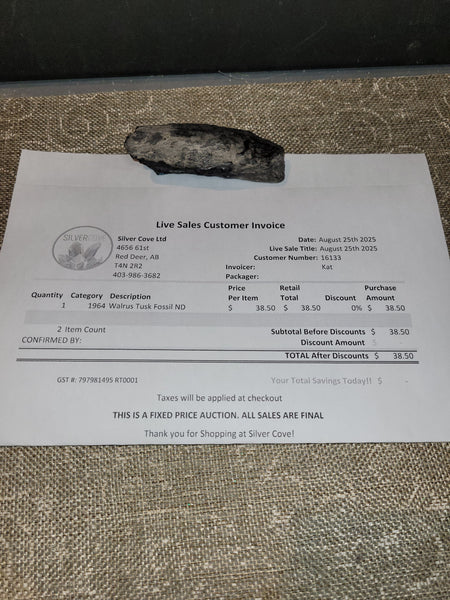 Live Sales Customer Invoice
SILVERCOVE
Silver Cove Ltd
4656 61st
Red Deer, AB
T4N 2R2
403-986-3682
Date: August 25th 2025
Live Sale Title: August 25th 2025
Customer Number: 16133
Invoicer: Kat
Packager:
Quantity Category Description Price Per Item Retail Total Discount Purchase Amount
1 1964 Walrus Tusk Fossil ND $ 38.50 $ 38.50 0% $ 38.50
2 Item Count Subtotal Before Discounts $ 38.50
CONFIRMED BY: Discount Amount $ -
TOTAL After Discounts $ 38.50
GST #: 797981495 RT0001 Your Total Savings Today!! $ -
Taxes will be applied at checkout
THIS IS A FIXED PRICE AUCTION. ALL SALES ARE FINAL
Thank you for Shopping at Silver Cove!